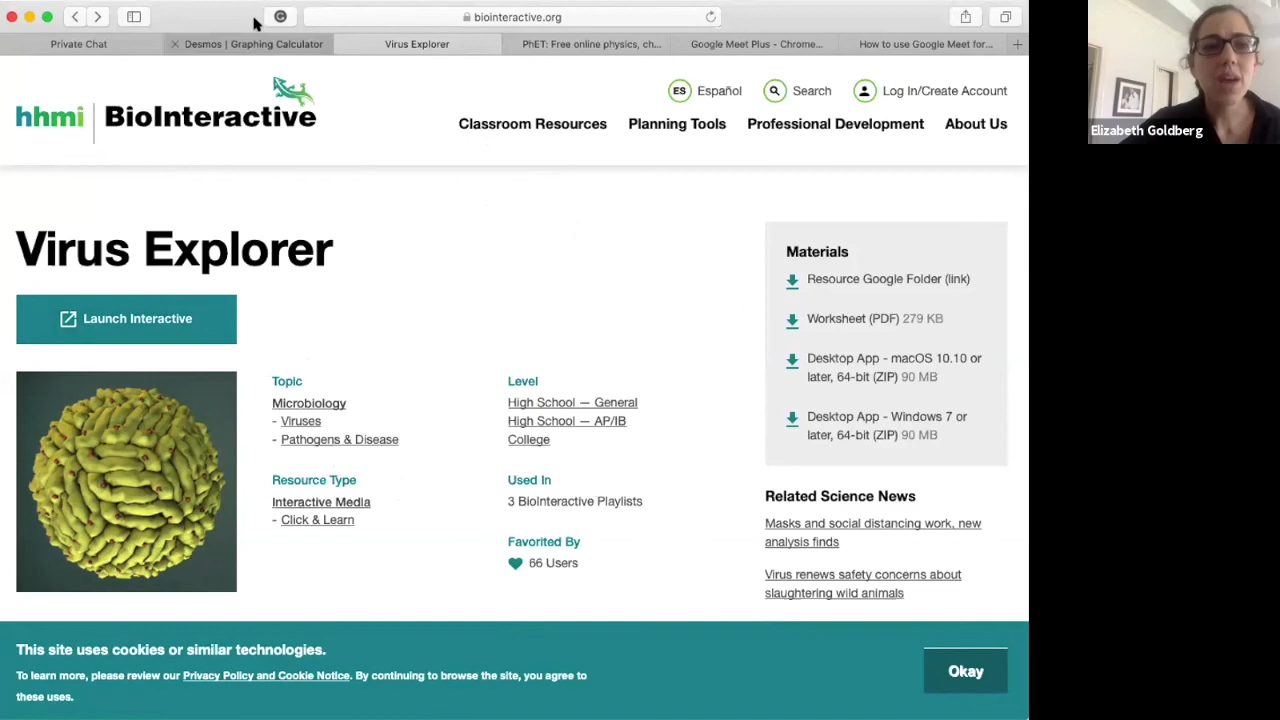 biointeractive.org
Private Chat
Desmos | Graphing Calculator
Virus Explorer
PhET: Free online physics, ch...
Google Meet Plus - Chrome...
How to use Google Meet for...
hhmi BioInteractive
ES Español
Search
Log In/Create Account
Classroom Resources
Planning Tools
Professional Development
About Us
Virus Explorer
Launch Interactive
Topic
Microbiology
- Viruses
- Pathogens & Disease
Resource Type
Interactive Media
- Click & Learn
Level
High School — General
High School — AP/IB
College
Used In
3 BioInteractive Playlists
Favorited By
66 Users
Materials
Resource Google Folder (link)
Worksheet (PDF) 279 KB
Desktop App - macOS 10.10 or
later, 64-bit (ZIP) 90 MB
Desktop App - Windows 7 or
later, 64-bit (ZIP) 90 MB
Related Science News
Masks and social distancing work, new
analysis finds
Virus renews safety concerns about
slaughtering wild animals
This site uses cookies or similar technologies.
To learn more, please review our Privacy Policy and Cookie Notice. By continuing to browse the site, you agree to
these uses.
Okay
Elizabeth Goldberg